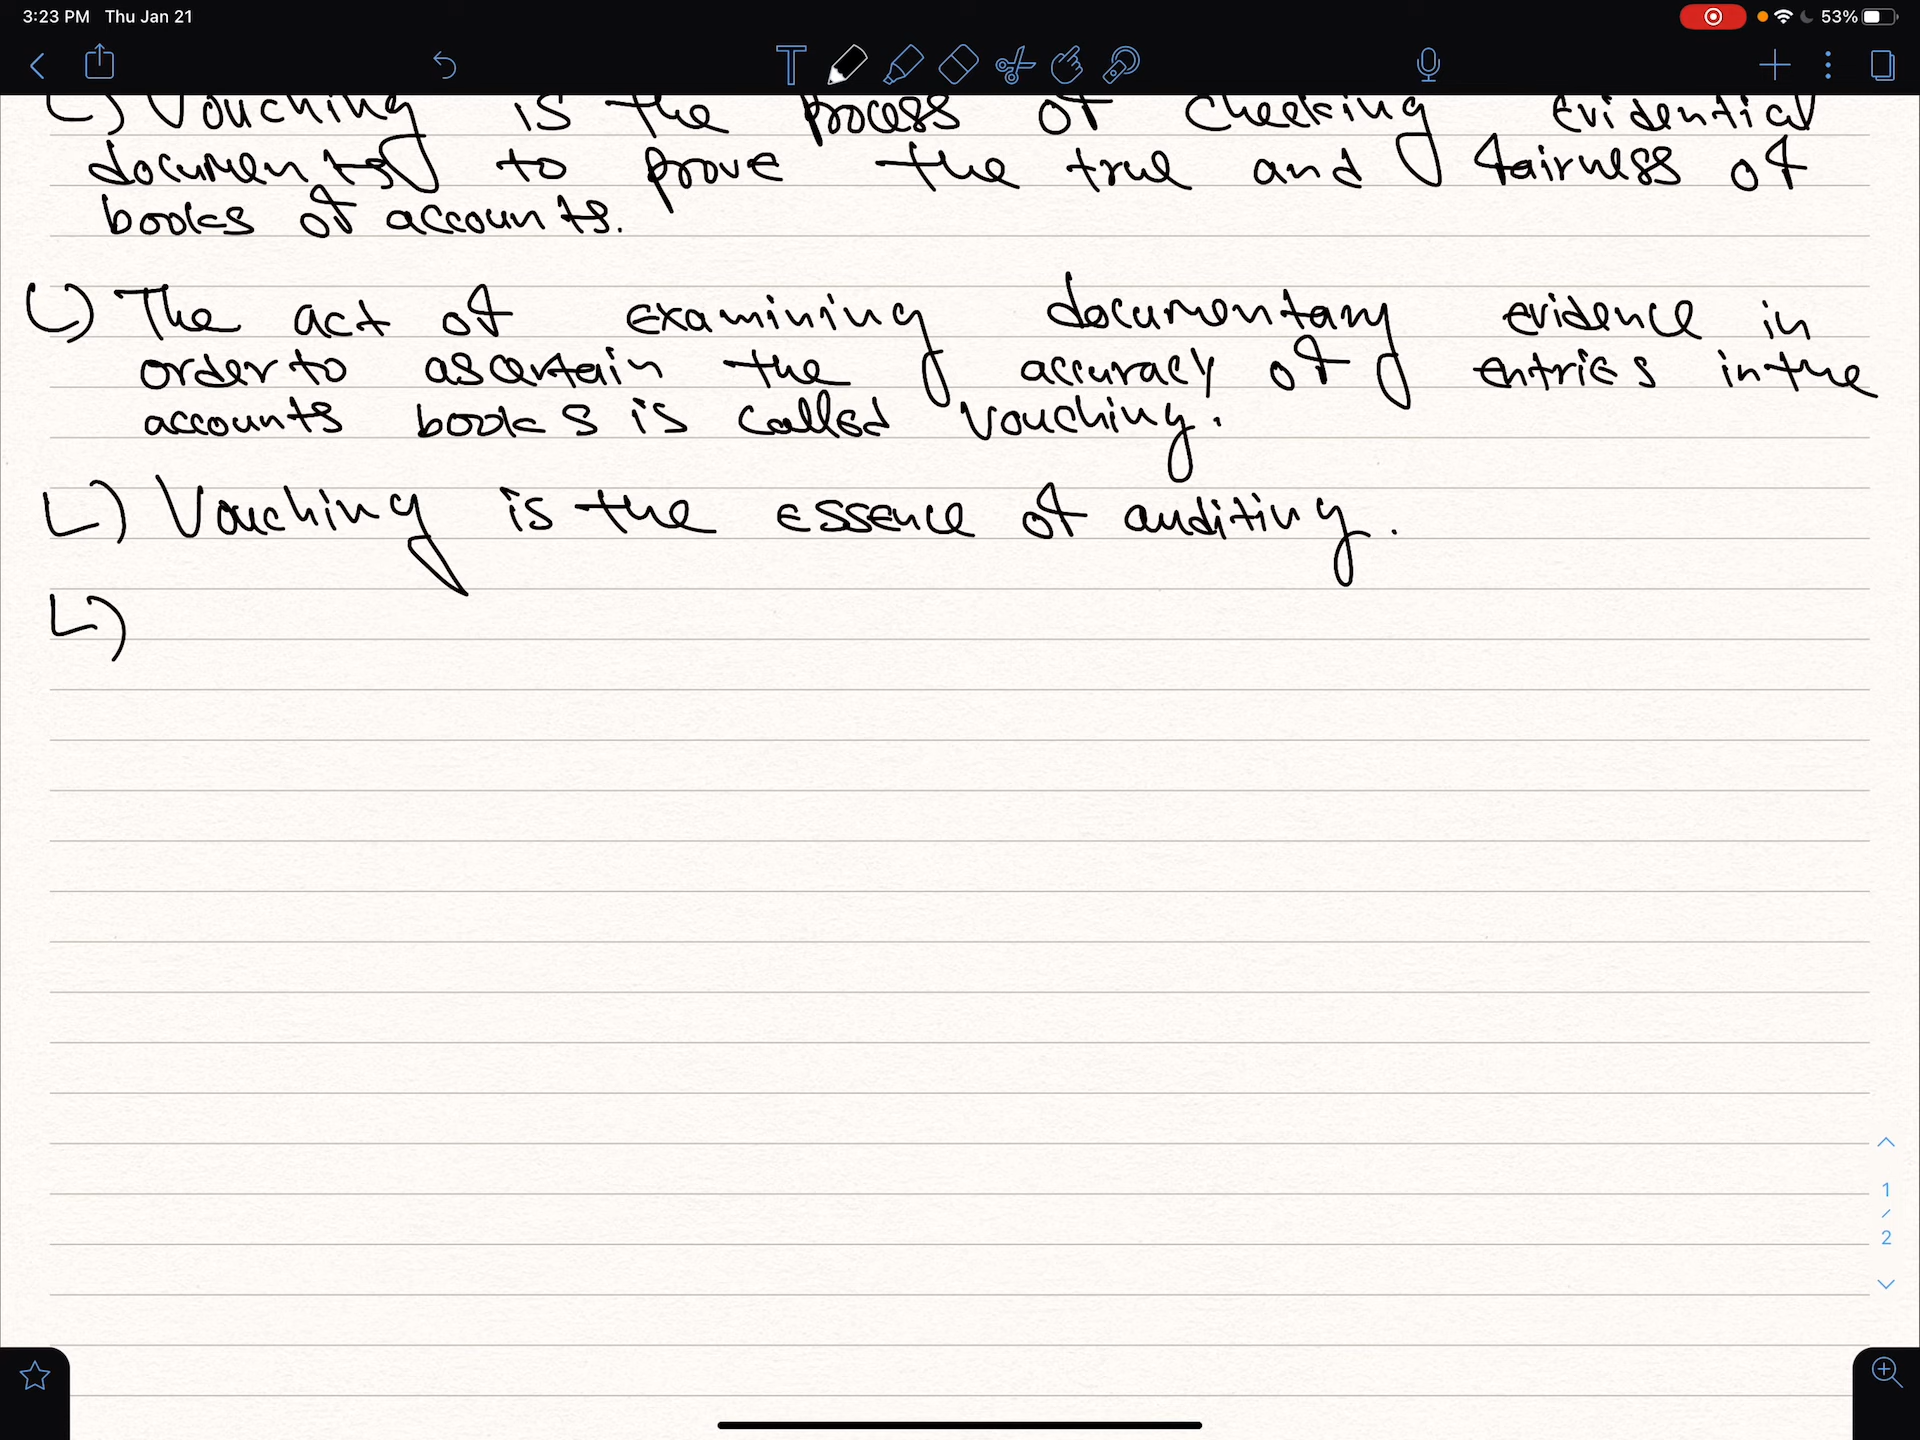 3:23 PM Thu Jan 21
53%
L) Vouching is the process of checking evidential
documents to prove the true and fairness of
books of accounts.
L) The act of examining documentary evidence in
order to ascertain the accuracy of entries in the
accounts books is called vouching.
L) Vouching is the essence of auditing.
L)
1
/
2